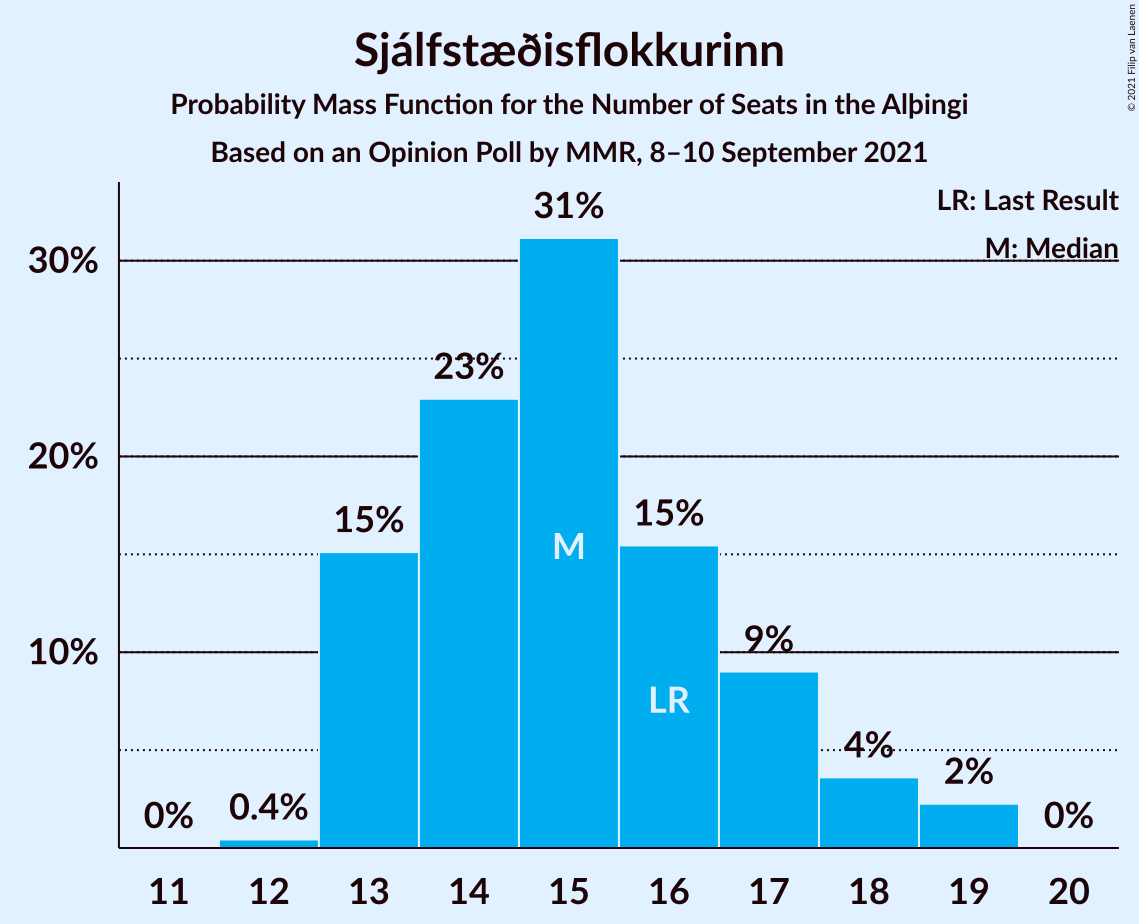 Sjálfstæðisflokkurinn
Probability Mass Function for the Number of Seats in the Alþingi
Based on an Opinion Poll by MMR, 8–10 September 2021
© 2021 Filip van Laenen
LR: Last Result
M: Median
30%
20%
10%
0%
0.4%
15%
23%
31%
15%
9%
4%
2%
0%
M
LR
11 12 13 14 15 16 17 18 19 20